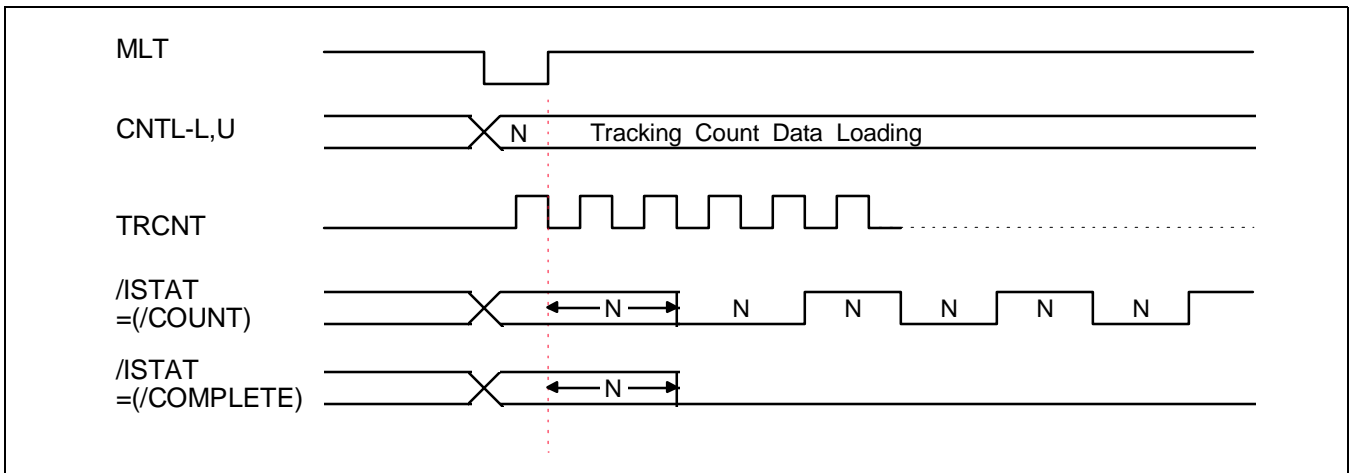 MLT
CNTL-L,U
N Tracking Count Data Loading
TRCNT
/ISTAT
=(/COUNT)
N N N N N N
/ISTAT
=(/COMPLETE)
N